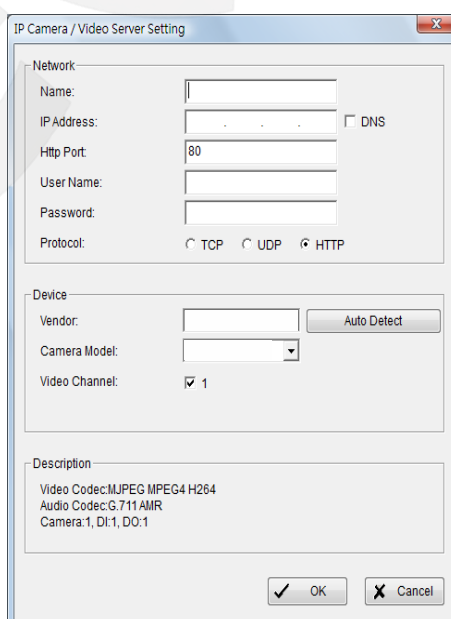 IP Camera / Video Server Setting
Network
Name:
IP Address: . . . DNS
Http Port: 80
User Name:
Password:
Protocol: TCP UDP HTTP
Device
Vendor: Auto Detect
Camera Model:
Video Channel: 1
Description
Video Codec:MJPEG MPEG4 H264
Audio Codec:G.711 AMR
Camera:1, DI:1, DO:1
OK Cancel